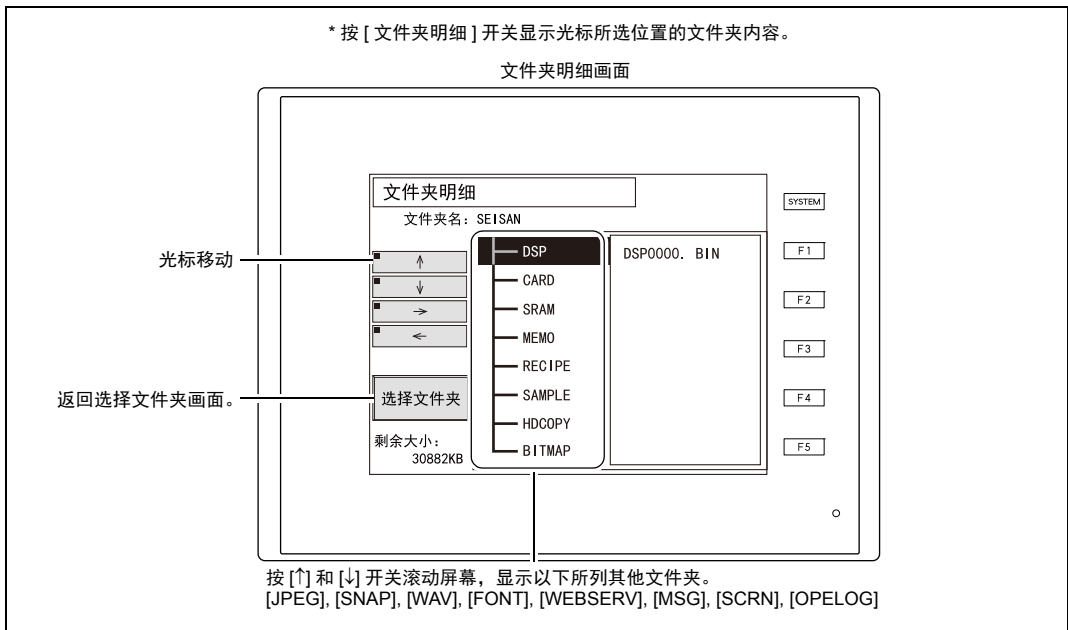 * 按 [ 文件夹明细 ] 开关显示光标所选位置的文件夹内容。
文件夹明细画面
文件夹明细
文件夹名: SEISAN
SYSTEM
F1
F2
F3
F4
F5
光标移动
↑
↓
→
←
返回选择文件夹画面。
选择文件夹
剩余大小:
30882KB
DSP
CARD
SRAM
MEMO
RECIPE
SAMPLE
HDCOPY
BITMAP
DSP0000. BIN
按 [↑] 和 [↓] 开关滚动屏幕，显示以下所列其他文件夹。
[JPEG], [SNAP], [WAV], [FONT], [WEBSERV], [MSG], [SCRN], [OPELOG]